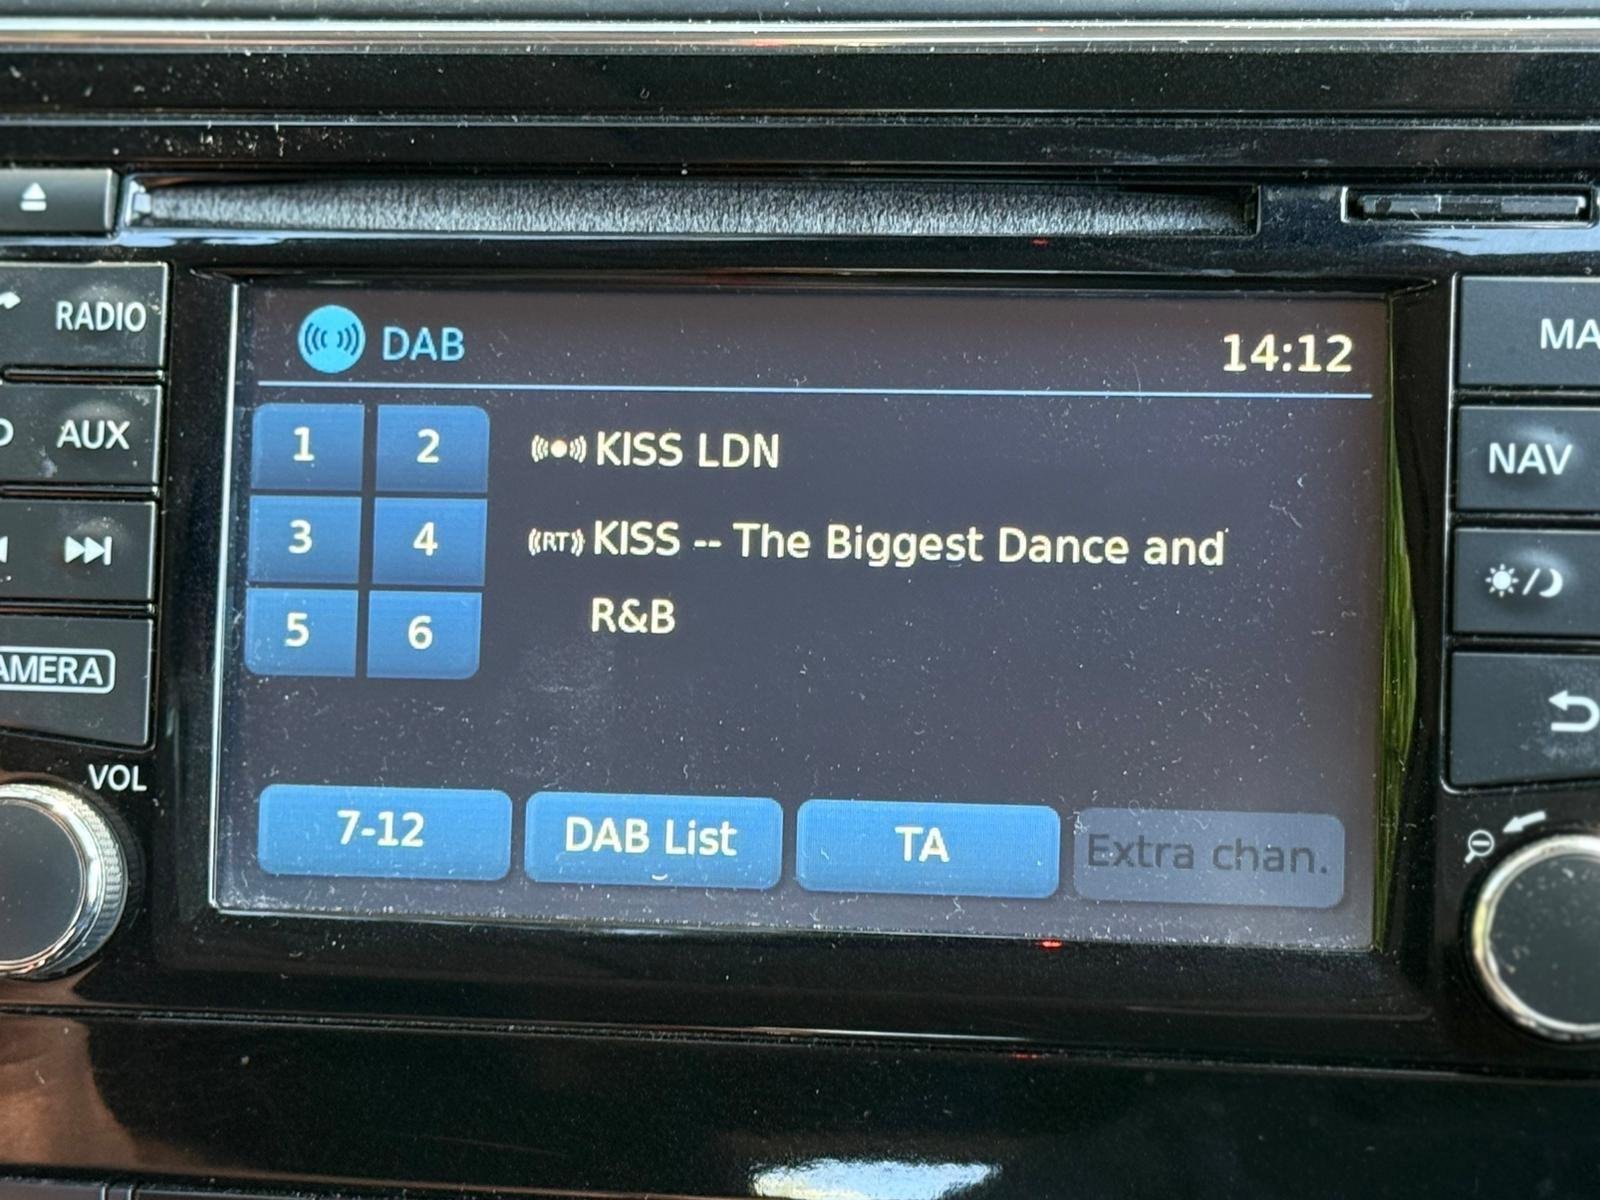 RADIO
DAB
14:12
MA
AUX
1 2
KISS LDN
NAV
3 4
((RT)) KISS -- The Biggest Dance and
R&B
5 6
AMERA
VOL
7-12
DAB List
TA
Extra chan.